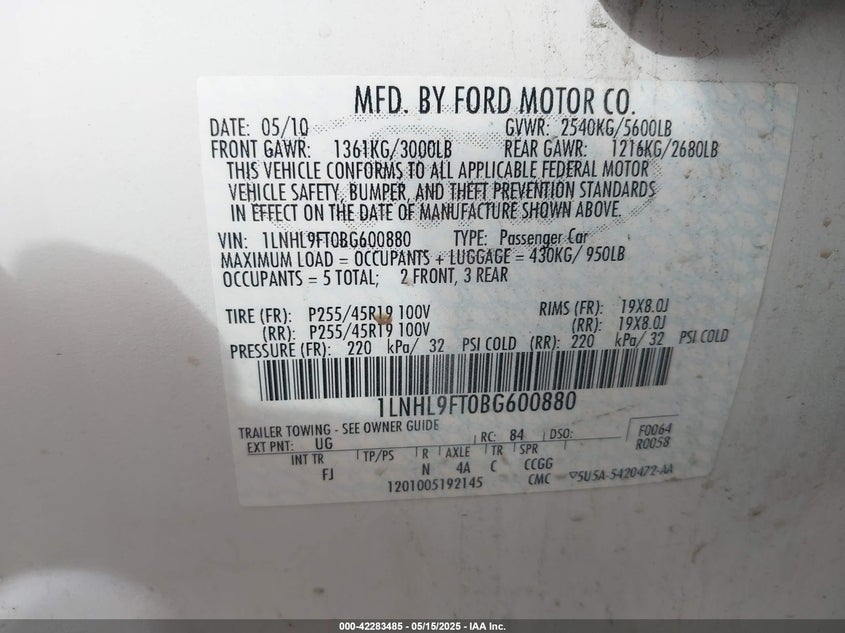 MFD. BY FORD MOTOR CO.
DATE: 05/10 GVWR: 2540KG/5600LB
FRONT GAWR: 1361KG/3000LB REAR GAWR: 1216KG/2680LB
THIS VEHICLE CONFORMS TO ALL APPLICABLE FEDERAL MOTOR
VEHICLE SAFETY, BUMPER, AND THEFT PREVENTION STANDARDS
IN EFFECT ON THE DATE OF MANUFACTURE SHOWN ABOVE.
VIN: 1LNHL9FT0BG600880 TYPE: Passenger Car
MAXIMUM LOAD = OCCUPANTS + LUGGAGE = 430KG/ 950LB
OCCUPANTS = 5 TOTAL; 2 FRONT, 3 REAR
TIRE (FR): P255/45R19 100V RIMS (FR): 19X8.0J
(RR): P255/45R19 100V (RR): 19X8.0J
PRESSURE (FR): 220 kPa/ 32 PSI COLD (RR): 220 kPa/ 32 PSI COLD
1LNHL9FT0BG600880
TRAILER TOWING - SEE OWNER GUIDE
EXT PNT: UG RC: 84 DSO: F0064
R0058
INT TR TP/PS R AXLE TR SPR
FJ N 4A C CCGG
1201005192145 CMC ▽5U5A-5420472-AA
000-42283485 - 05/15/2025 - IAA Inc.